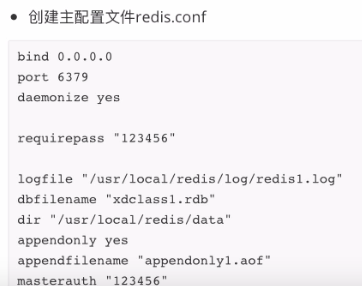 创建主配置文件redis.conf
bind 0.0.0.0
port 6379
daemonize yes
requirepass "123456"
logfile "/usr/local/redis/log/redis1.log"
dbfilename "xdclass1.rdb"
dir "/usr/local/redis/data"
appendonly yes
appendfilename "appendonly1.aof"
masterauth "123456"